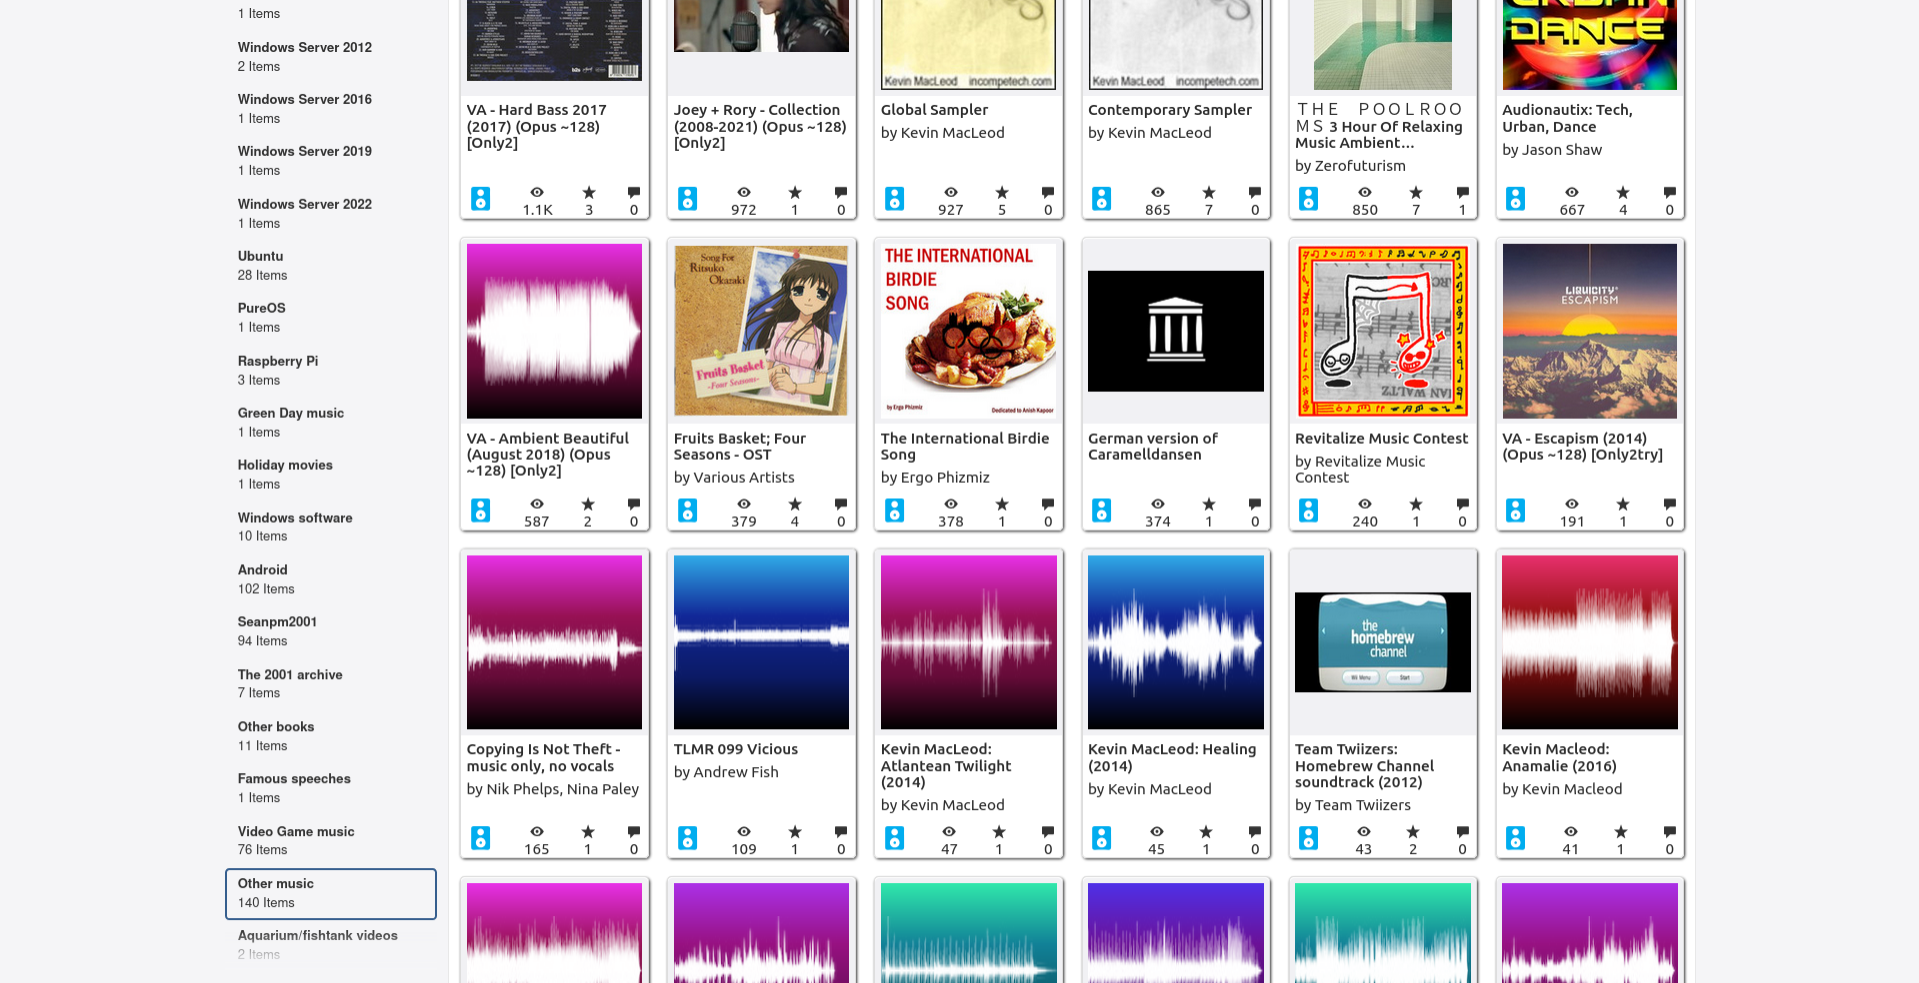 1 Items
Windows Server 2012
2 Items
Windows Server 2016
1 Items
Windows Server 2019
1 Items
Windows Server 2022
1 Items
Ubuntu
28 Items
PureOS
1 Items
Raspberry Pi
3 Items
Green Day music
1 Items
Holiday movies
1 Items
Windows software
10 Items
Android
102 Items
Seanpm2001
94 Items
The 2001 archive
7 Items
Other books
11 Items
Famous speeches
1 Items
Video Game music
76 Items
Other music
140 Items
Aquarium/fishtank videos
2 Items
VA - Hard Bass 2017
(2017) (Opus ~128)
[Only2]
1.1K 3 0
Joey + Rory - Collection
(2008-2021) (Opus ~128)
[Only2]
972 1 0
Kevin MacLeod incompetech.com
Global Sampler
by Kevin MacLeod
927 5 0
Kevin MacLeod incompetech.com
Contemporary Sampler
by Kevin MacLeod
865 7 0
ＴＨＥ　ＰＯＯＬＲＯＯ
ＭＳ 3 Hour Of Relaxing
Music Ambient...
by Zerofuturism
850 7 1
URBAN
DANCE
Audionautix: Tech,
Urban, Dance
by Jason Shaw
667 4 0
VA - Ambient Beautiful
(August 2018) (Opus
~128) [Only2]
587 2 0
Song For
Ritsuko
Okazaki
Fruits Basket
-Four Seasons-
Fruits Basket; Four
Seasons - OST
by Various Artists
379 4 0
THE INTERNATIONAL
BIRDIE
SONG
by Ergo Phizmiz
Dedicated to Anish Kapoor
The International Birdie
Song
by Ergo Phizmiz
378 1 0
German version of
Caramelldansen
374 1 0
IAN WALTZ
Revitalize Music Contest
by Revitalize Music
Contest
240 1 0
LIQUICITY
ESCAPISM
VA - Escapism (2014)
(Opus ~128) [Only2try]
191 1 0
Copying Is Not Theft -
music only, no vocals
by Nik Phelps, Nina Paley
165 1 0
TLMR 099 Vicious
by Andrew Fish
109 1 0
Kevin MacLeod:
Atlantean Twilight
(2014)
by Kevin MacLeod
47 1 0
Kevin MacLeod: Healing
(2014)
by Kevin MacLeod
45 1 0
the
homebrew
channel
Wii Menu
Start
Team Twiizers:
Homebrew Channel
soundtrack (2012)
by Team Twiizers
43 2 0
Kevin Macleod:
Anamalie (2016)
by Kevin Macleod
41 1 0